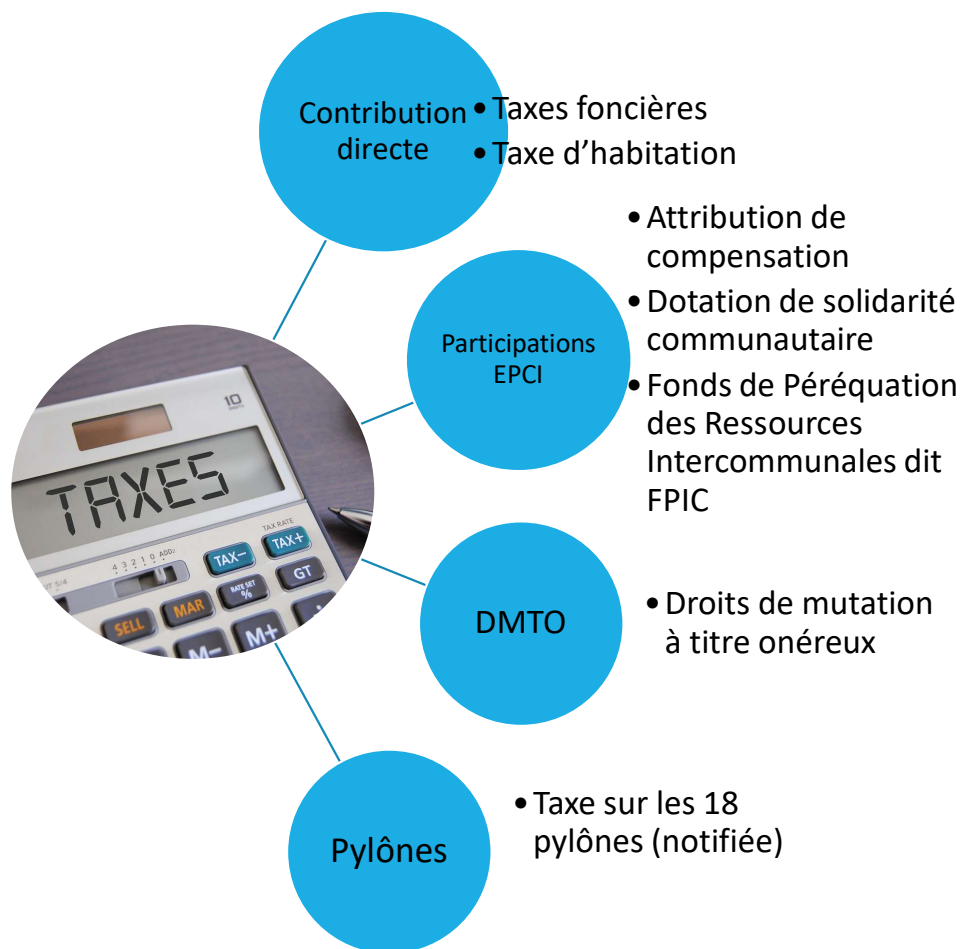 Contribution
directe
• Taxes foncières
• Taxe d'habitation
Participations
EPCI
• Attribution de
compensation
• Dotation de solidarité
communautaire
• Fonds de Péréquation
des Ressources
Intercommunales dit
FPIC
DMTO
• Droits de mutation
à titre onéreux
Pylônes
• Taxe sur les 18
pylônes (notifiée)
10
TAXES
TAX RATE
4 3 2 1 0 ADD₂
5/4
TAX− TAX+
RATE SET
%
GT
SELL MAR
M− M+